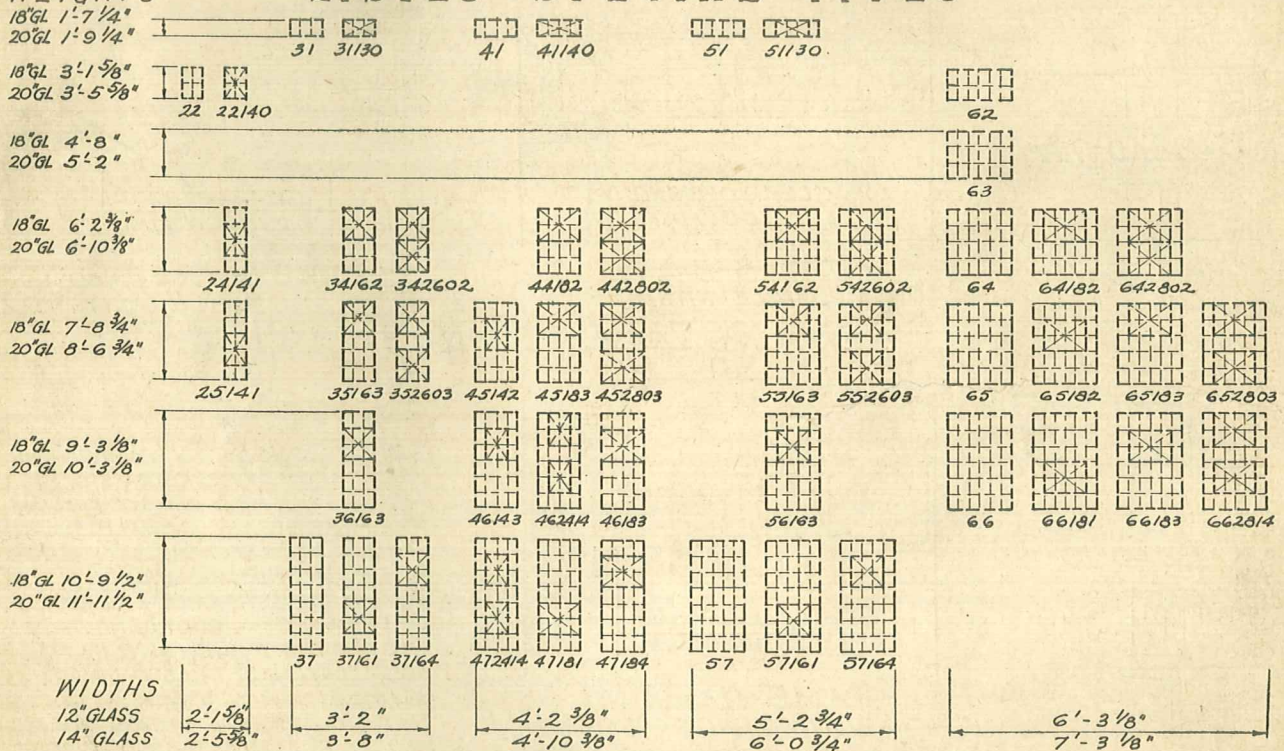 18"GL 1'-7 1/4"
20"GL 1'-9 1/4"
31 31130 41 41140 51 51130
18"GL 3'-1 5/8"
20"GL 3'-5 5/8"
22 22140 62
18"GL 4'-8"
20"GL 5'-2"
63
18"GL 6'-2 3/8"
20"GL 6'-10 3/8"
24141 34162 342602 44182 442802 54162 542602 64 64182 642802
18"GL 7'-8 3/4"
20"GL 8'-6 3/4"
25141 35163 352603 45142 45183 452803 55163 552603 65 65182 65183 652803
18"GL 9'-3 1/8"
20"GL 10'-3 1/8"
36163 46143 462414 46183 56163 66 66181 66183 662814
18"GL 10'-9 1/2"
20"GL 11'-11 1/2"
37 37161 37164 472414 47181 47184 57 57161 57164
WIDTHS
12"GLASS 2'-1 5/8" 3'-2" 4'-2 3/8" 5'-2 3/4" 6'-3 1/8"
14"GLASS 2'-5 5/8" 3'-8" 4'-10 3/8" 6'-0 3/4" 7'-3 1/8"